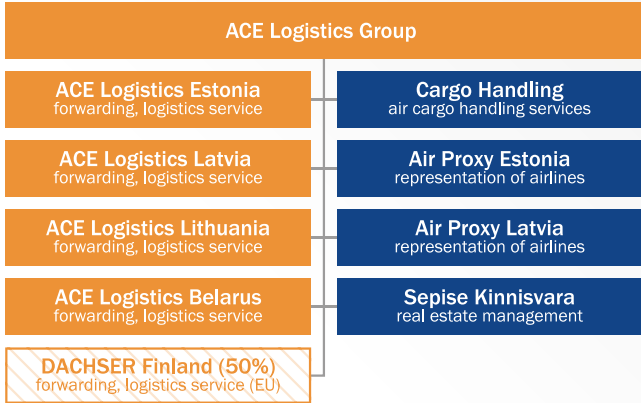 ACE Logistics Group
ACE Logistics Estonia
forwarding, logistics service
Cargo Handling
air cargo handling services
ACE Logistics Latvia
forwarding, logistics service
Air Proxy Estonia
representation of airlines
ACE Logistics Lithuania
forwarding, logistics service
Air Proxy Latvia
representation of airlines
ACE Logistics Belarus
forwarding, logistics service
Sepise Kinnisvara
real estate management
DACHSER Finland (50%)
forwarding, logistics service (EU)